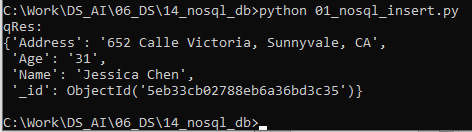 C:\Work\DS_AI\06_DS\14_nosql_db>python 01_nosql_insert.py
qRes:
{'Address': '652 Calle Victoria, Sunnyvale, CA',
 'Age': '31',
 'Name': 'Jessica Chen',
 '_id': ObjectId('5eb33cb02788eb6a36bd3c35')}
C:\Work\DS_AI\06_DS\14_nosql_db>